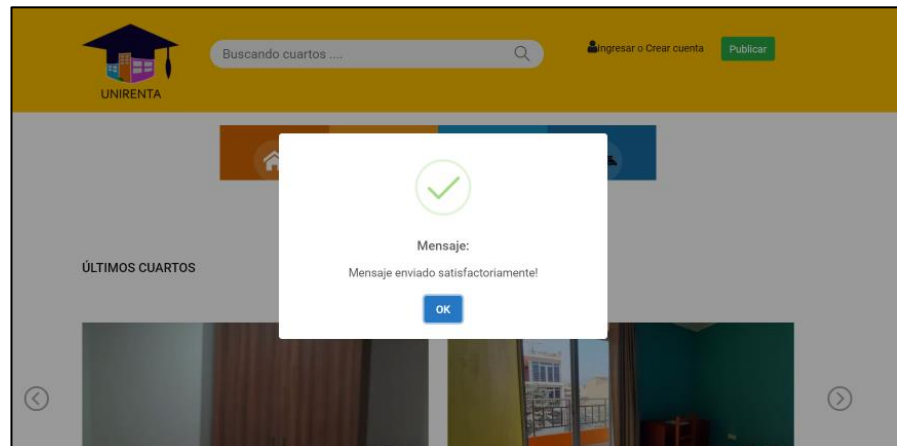 Buscando cuartos ....
Ingresar o Crear cuenta
Publicar
UNIRENTA
Mensaje:
Mensaje enviado satisfactoriamente!
OK
ÚLTIMOS CUARTOS